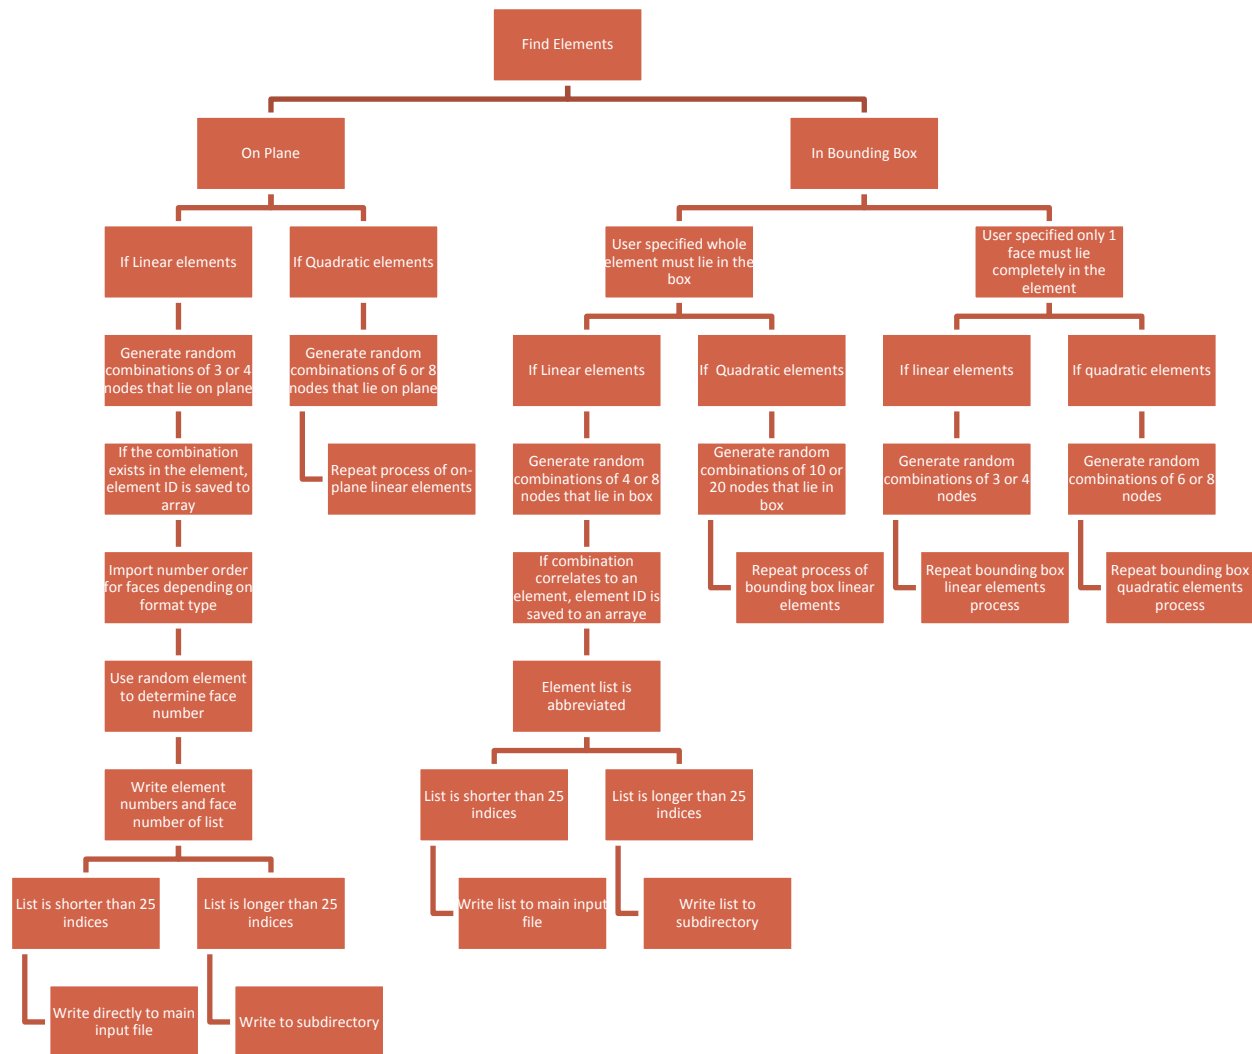 Find Elements
On Plane
In Bounding Box
If Linear elements
If Quadratic elements
User specified whole
element must lie in the
box
User specified only 1
face must lie
completely in the
element
Generate random
combinations of 3 or 4
nodes that lie on plane
Generate random
combinations of 6 or 8
nodes that lie on plane
If Linear elements
If Quadratic elements
If linear elements
If quadratic elements
If the combination
exists in the element,
element ID is saved to
array
Repeat process of on-
plane linear elements
Generate random
combinations of 4 or 8
nodes that lie in box
Generate random
combinations of 10 or
20 nodes that lie in
box
Generate random
combinations of 3 or 4
nodes
Generate random
combinations of 6 or 8
nodes
Import number order
for faces depending on
format type
If combination
correlates to an
element, element ID is
saved to an arraye
Repeat process of
bounding box linear
elements
Repeat bounding box
linear elements
process
Repeat bounding box
quadratic elements
process
Use random element
to determine face
number
Element list is
abbreviated
Write element
numbers and face
number of list
List is shorter than 25
indices
List is longer than 25
indices
List is shorter than 25
indices
List is longer than 25
indices
Write list to main input
file
Write list to
subdirectory
Write directly to main
input file
Write to subdirectory